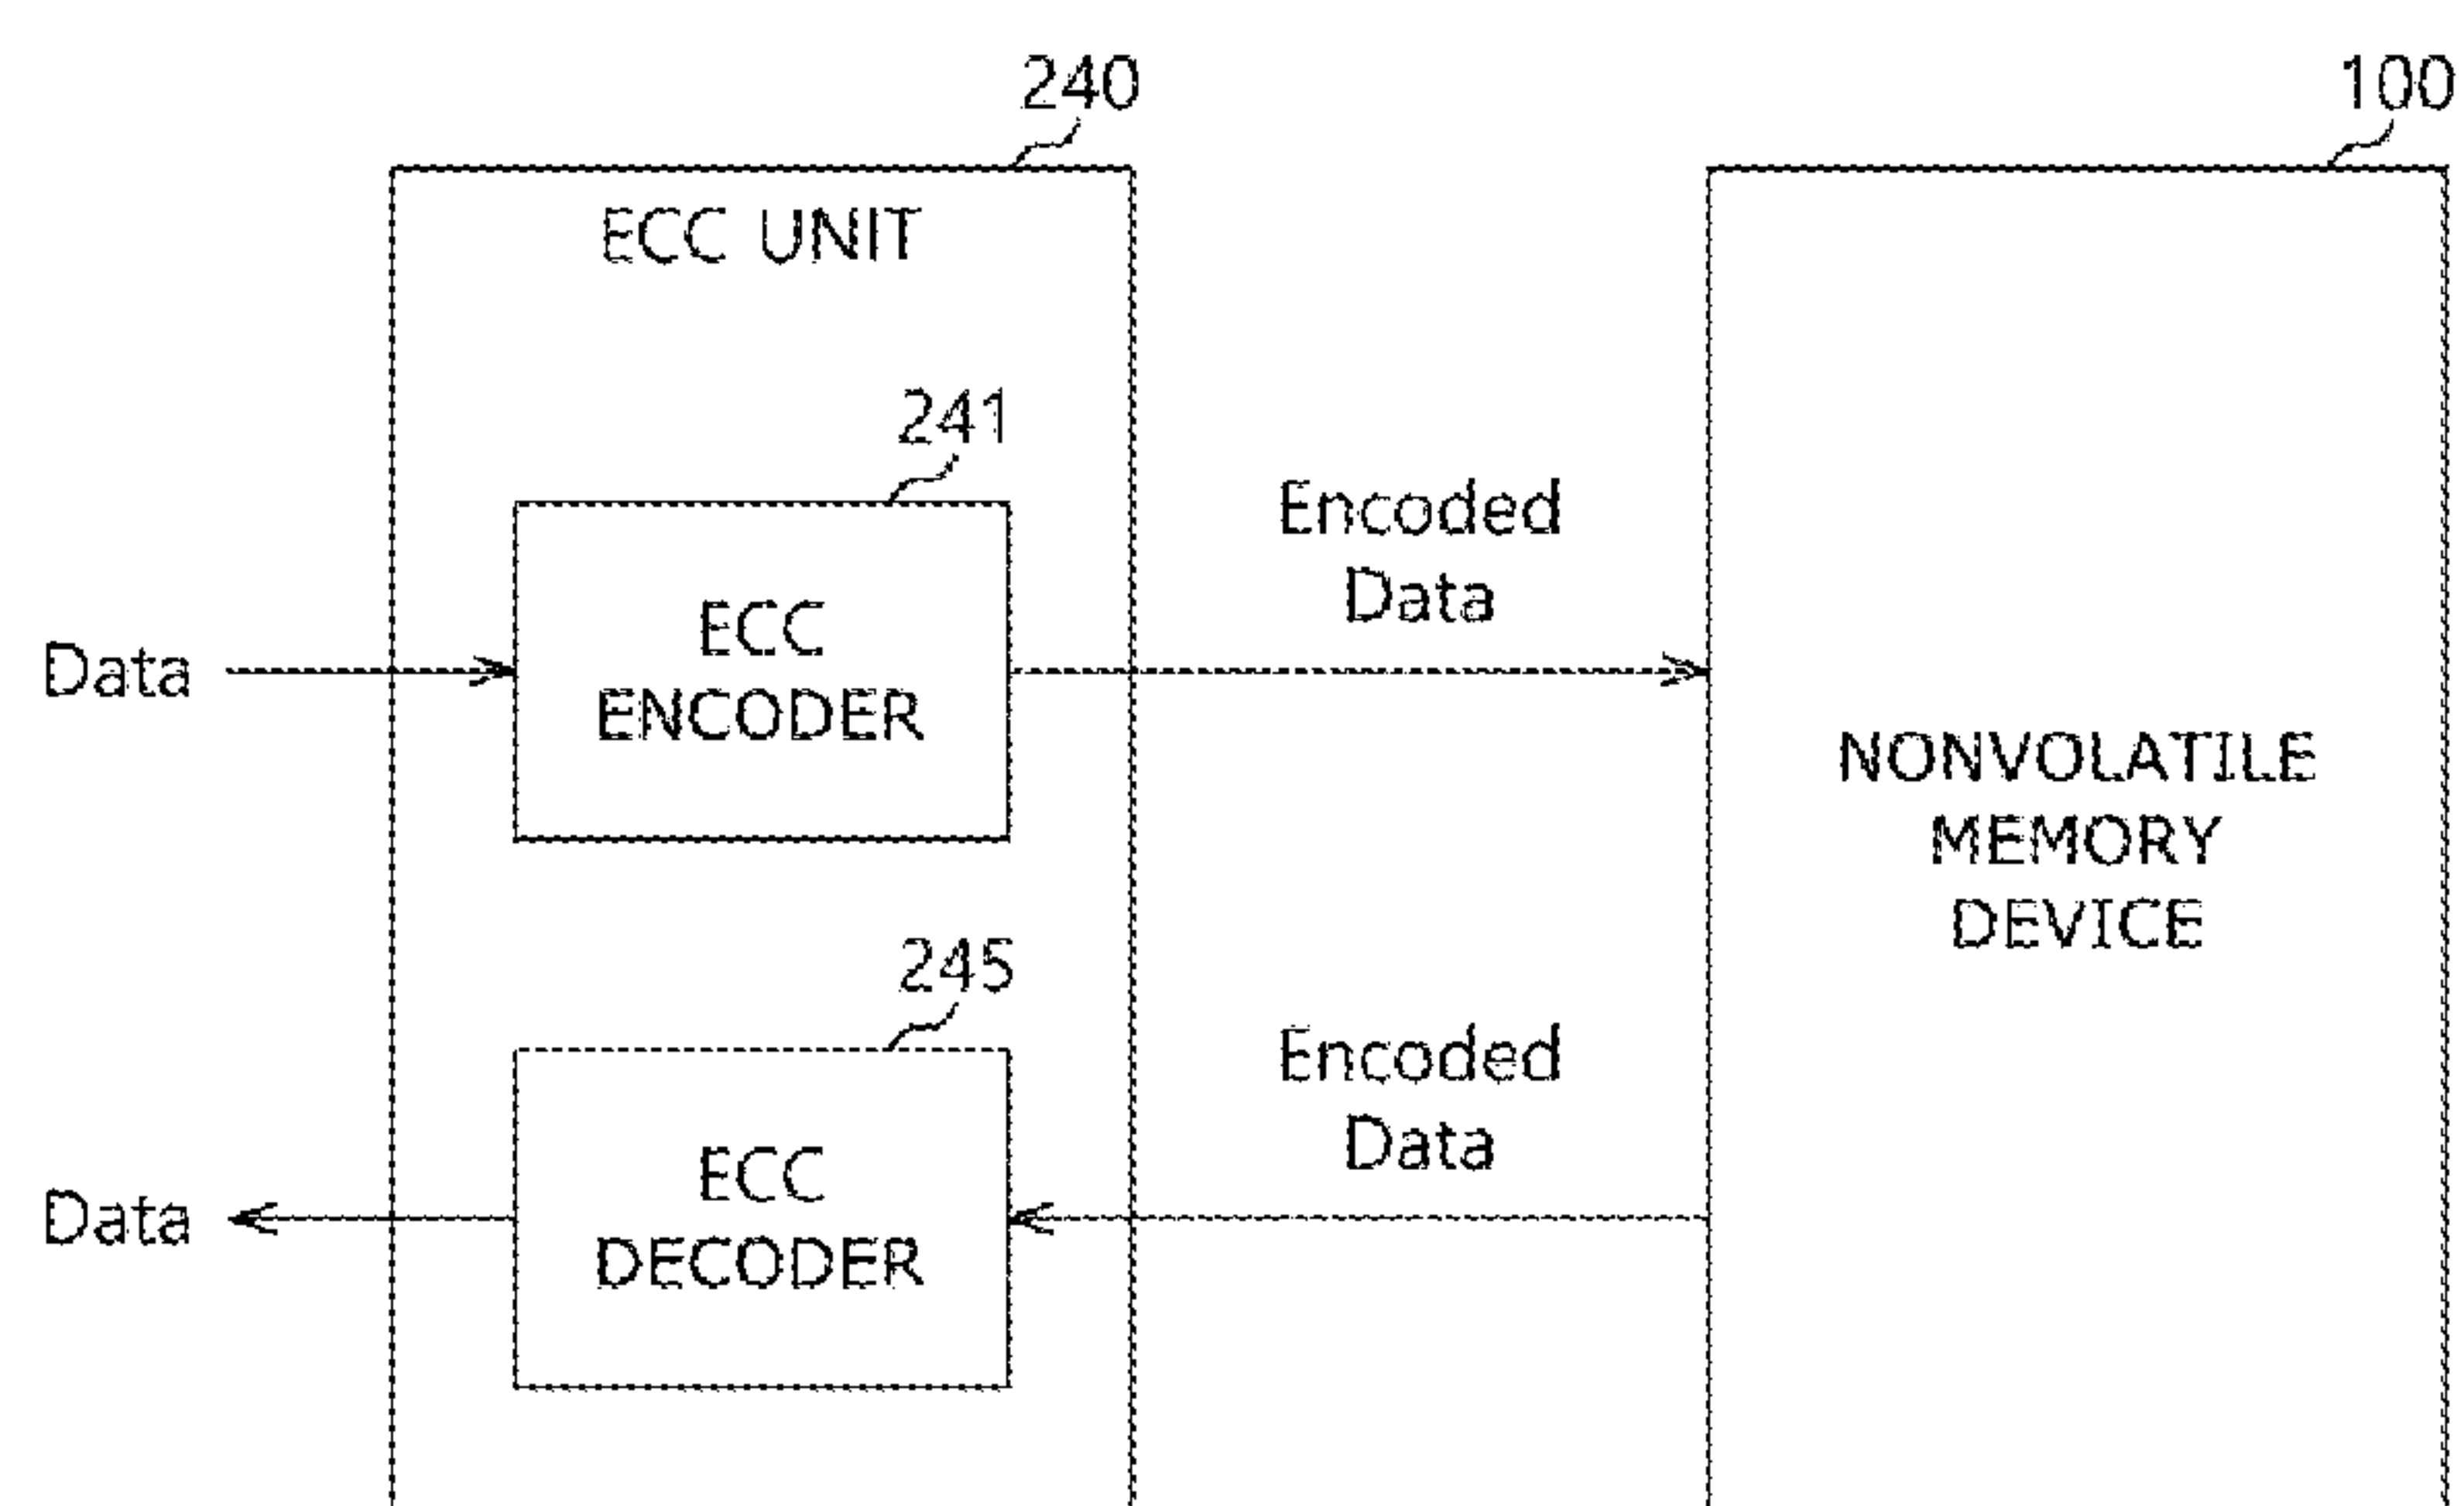 240
100
ECC UNIT
241
Encoded
Data
ECC
ENCODER
Data
NONVOLATILE
MEMORY
DEVICE
245
Encoded
Data
ECC
DECODER
Data